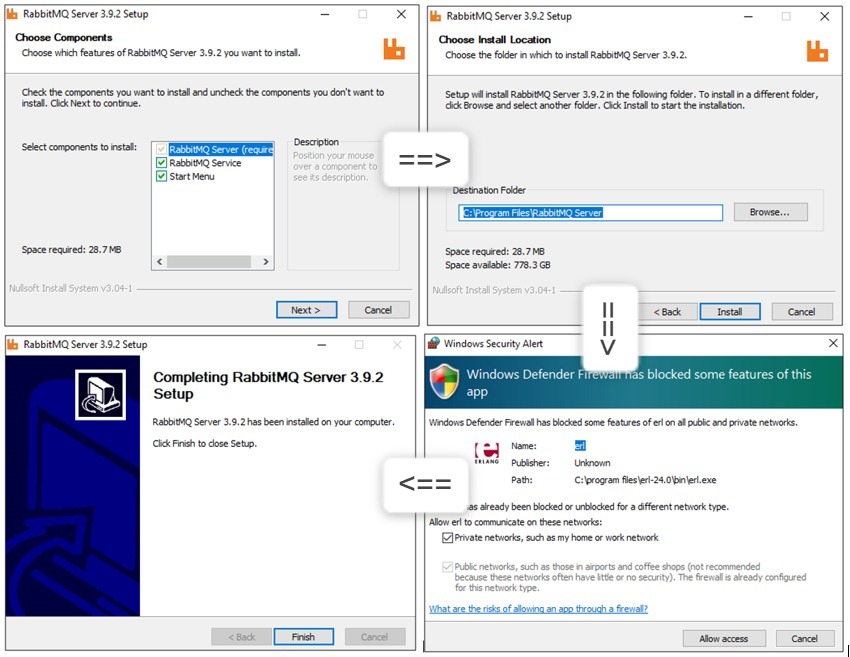 RabbitMQ Server 3.9.2 Setup
Choose Components
Choose which features of RabbitMQ Server 3.9.2 you want to install.
Check the components you want to install and uncheck the components you don't want to
install. Click Next to continue.
Select components to install:
RabbitMQ Server (require
RabbitMQ Service
Start Menu
Description
Position your mouse
over a component to
see its description.
Space required: 28.7 MB
Nullsoft Install System v3.04-1
Next >
Cancel
==>
RabbitMQ Server 3.9.2 Setup
Choose Install Location
Choose the folder in which to install RabbitMQ Server 3.9.2.
Setup will install RabbitMQ Server 3.9.2 in the following folder. To install in a different folder,
click Browse and select another folder. Click Install to start the installation.
Destination Folder
C:\Program Files\RabbitMQ Server
Browse...
Space required: 28.7 MB
Space available: 778.3 GB
Nullsoft Install System v3.04-1
< Back
Install
Cancel
==>
Windows Security Alert
Windows Defender Firewall has blocked some features of this
app
Windows Defender Firewall has blocked some features of erl on all public and private networks.
ERLANG
Name: erl
Publisher: Unknown
Path: C:\program files\erl-24.0\bin\erl.exe
has already been blocked or unblocked for a different network type.
Allow erl to communicate on these networks:
Private networks, such as my home or work network
Public networks, such as those in airports and coffee shops (not recommended
because these networks often have little or no security). The firewall is already configured
for this network type.
What are the risks of allowing an app through a firewall?
Allow access
Cancel
<==
RabbitMQ Server 3.9.2 Setup
Completing RabbitMQ Server 3.9.2
Setup
RabbitMQ Server 3.9.2 has been installed on your computer.
Click Finish to close Setup.
< Back
Finish
Cancel